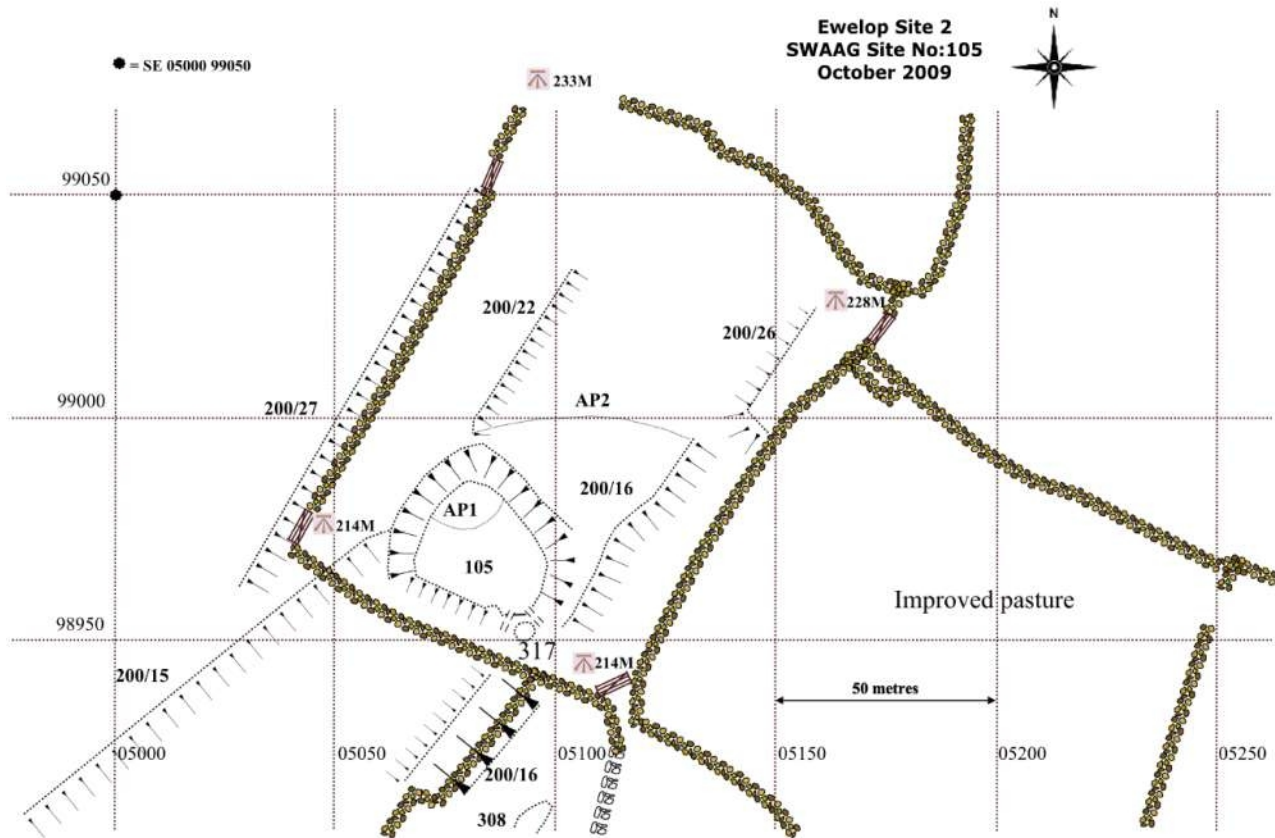 Ewelop Site 2
SWAAG Site No:105
October 2009
N
= SE 05000 99050
233M
99050
200/22
228M
200/26
99000
200/27
AP2
200/16
AP1
214M
105
Improved pasture
98950
317
214M
200/15
50 metres
05000
05050
05100
05150
05200
05250
200/16
308